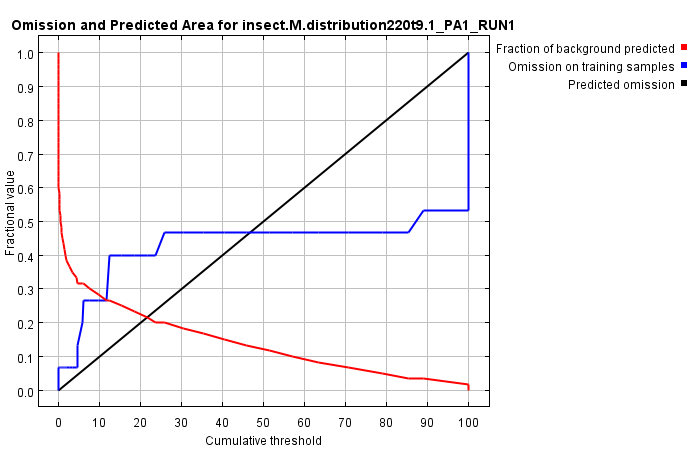 Omission and Predicted Area for insect.M.distribution220t9.1_PA1_RUN1
Fraction of background predicted
Omission on training samples
Predicted omission
1.0
0.9
0.8
0.7
0.6
0.5
0.4
0.3
0.2
0.1
0.0
Fractional value
0 10 20 30 40 50 60 70 80 90 100
Cumulative threshold